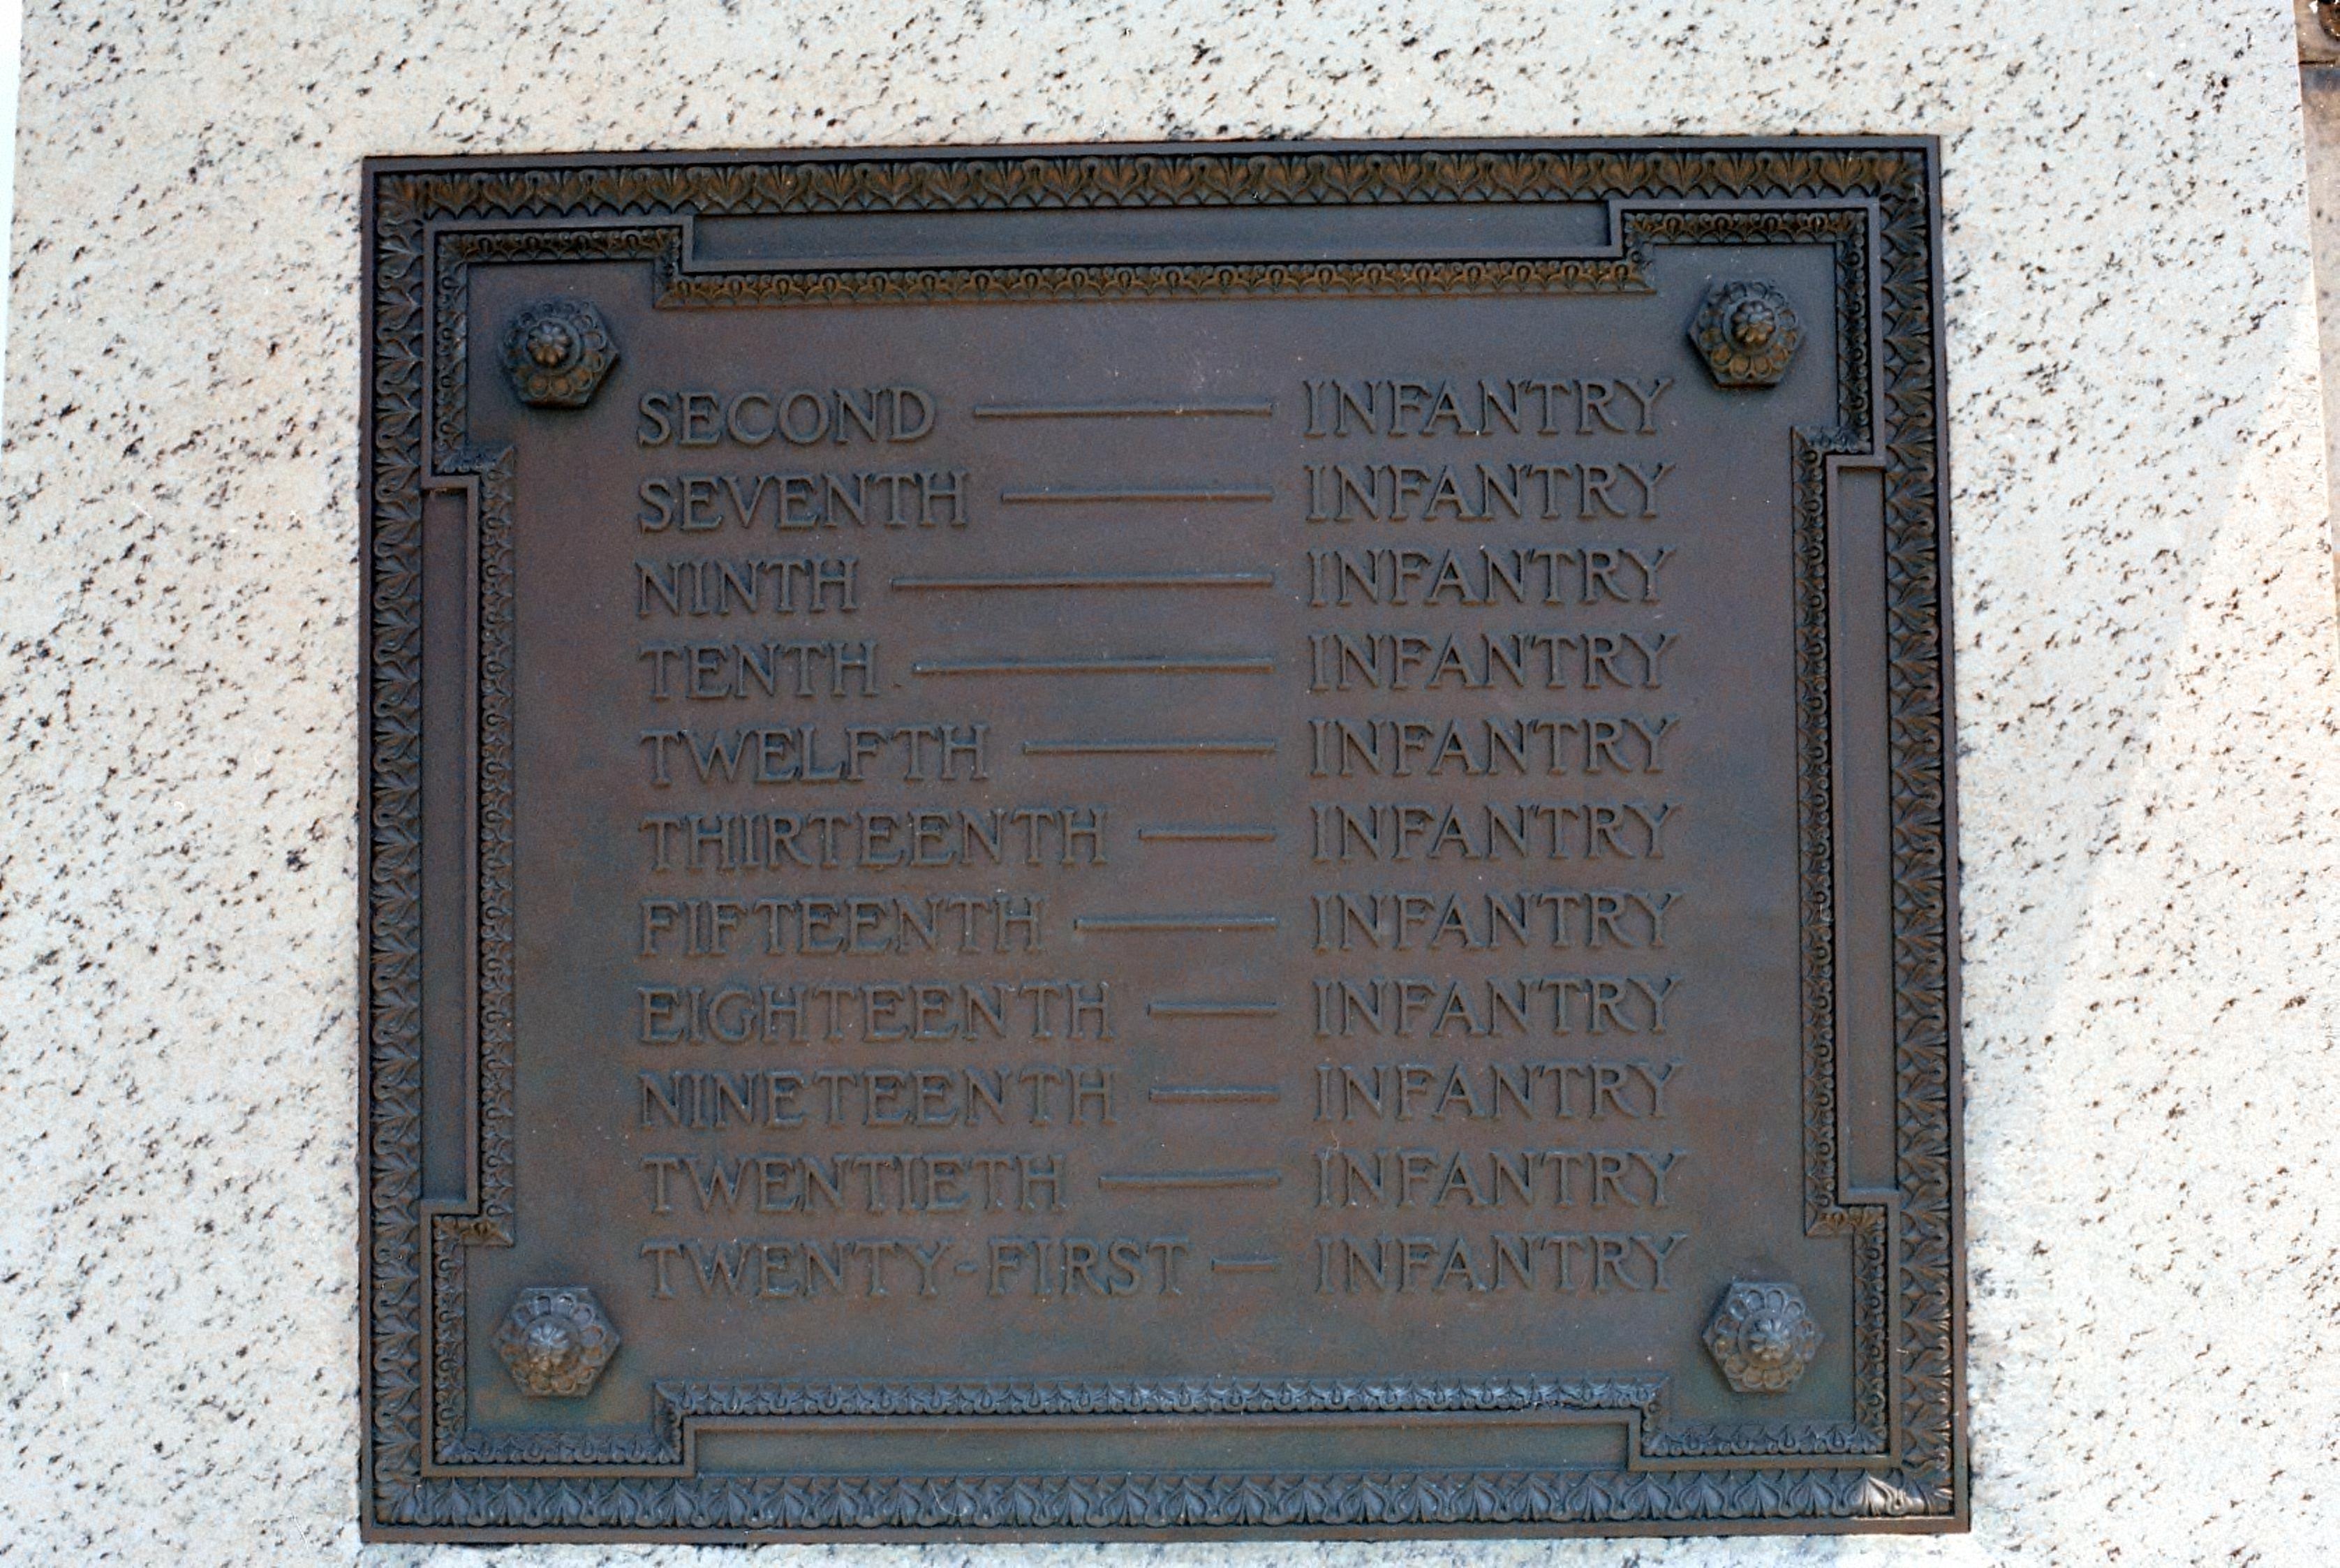 SECOND — INFANTRY
SEVENTH — INFANTRY
NINTH — INFANTRY
TENTH — INFANTRY
TWELFTH — INFANTRY
THIRTEENTH — INFANTRY
FIFTEENTH — INFANTRY
EIGHTEENTH — INFANTRY
NINETEENTH — INFANTRY
TWENTIETH — INFANTRY
TWENTY-FIRST — INFANTRY